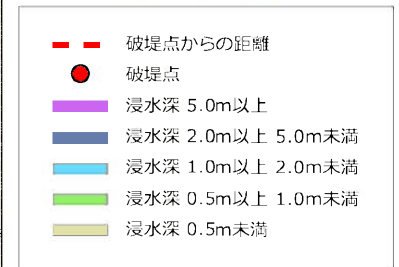 破堤点からの距離
破堤点
浸水深 5.0m以上
浸水深 2.0m以上 5.0m未満
浸水深 1.0m以上 2.0m未満
浸水深 0.5m以上 1.0m未満
浸水深 0.5m未満